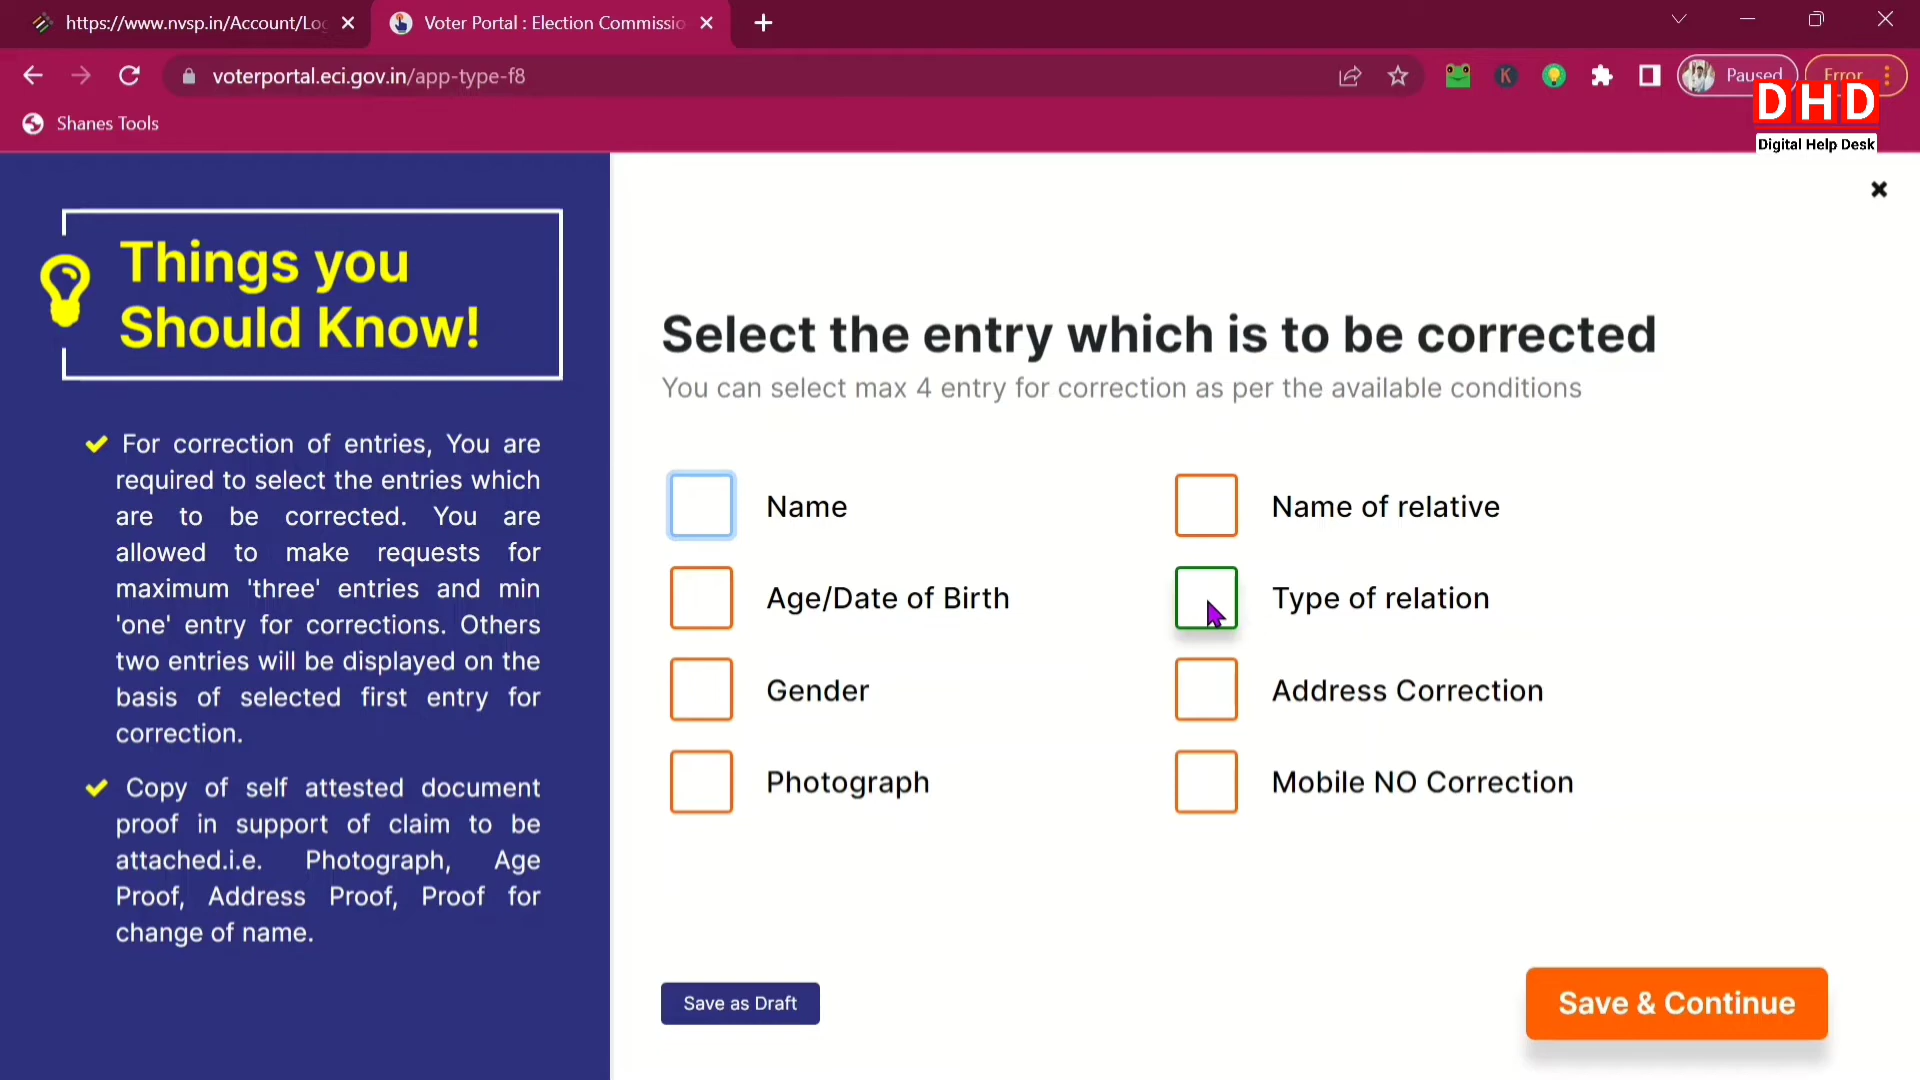 https://www.nvsp.in/Account/Log
Voter Portal : Election Commissio
voterportal.eci.gov.in/app-type-f8
K
Paused
Error
Shanes Tools
DHD
Digital Help Desk
Things you
Should Know!
For correction of entries, You are
required to select the entries which
are to be corrected. You are
allowed to make requests for
maximum 'three' entries and min
'one' entry for corrections. Others
two entries will be displayed on the
basis of selected first entry for
correction.
Copy of self attested document
proof in support of claim to be
attached.i.e. Photograph, Age
Proof, Address Proof, Proof for
change of name.
Select the entry which is to be corrected
You can select max 4 entry for correction as per the available conditions
Name
Name of relative
Age/Date of Birth
Type of relation
Gender
Address Correction
Photograph
Mobile NO Correction
Save as Draft
Save & Continue